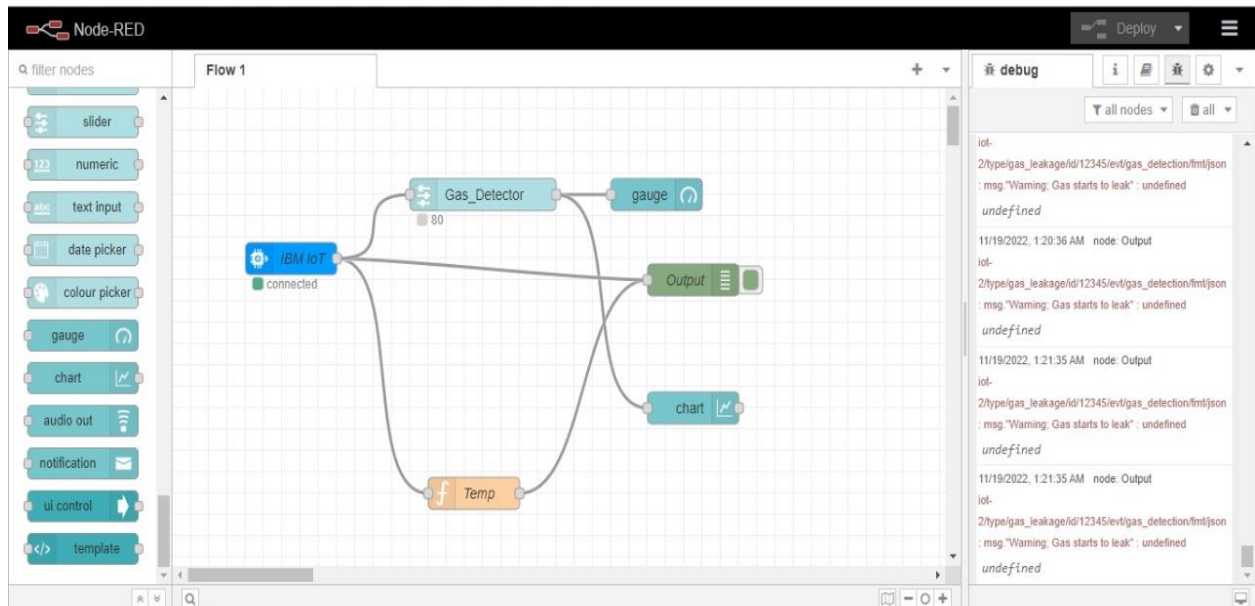 Node-RED
Deploy
filter nodes
Flow 1
debug
i
all nodes
all
slider
123 numeric
abc text input
date picker
colour picker
gauge
chart
audio out
notification
ui control
</> template
Gas_Detector
80
gauge
IBM IoT
connected
Output
chart
f Temp
iot-
2/type/gas_leakage/id/12345/evt/gas_detection/fmt/json
: msg."Warning; Gas starts to leak" : undefined
undefined
11/19/2022, 1:20:36 AM node: Output
iot-
2/type/gas_leakage/id/12345/evt/gas_detection/fmt/json
: msg."Warning; Gas starts to leak" : undefined
undefined
11/19/2022, 1:21:35 AM node: Output
iot-
2/type/gas_leakage/id/12345/evt/gas_detection/fmt/json
: msg."Warning; Gas starts to leak" : undefined
undefined
11/19/2022, 1:21:35 AM node: Output
iot-
2/type/gas_leakage/id/12345/evt/gas_detection/fmt/json
: msg."Warning; Gas starts to leak" : undefined
undefined